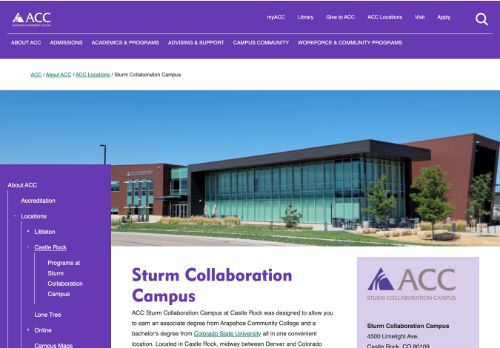 ACC
ARAPAHOE COMMUNITY COLLEGE
myACC Library Give to ACC ACC Locations Visit Apply
ABOUT ACC ADMISSIONS ACADEMICS & PROGRAMS ADVISING & SUPPORT CAMPUS COMMUNITY WORKFORCE & COMMUNITY PROGRAMS
ACC / About ACC / ACC Locations / Sturm Collaboration Campus
About ACC
Accreditation
Locations
Littleton
Castle Rock
Programs at
Sturm
Collaboration
Campus
Lone Tree
Online
Campus Maps
Sturm Collaboration
Campus
ACC Sturm Collaboration Campus at Castle Rock was designed to allow you
to earn an associate degree from Arapahoe Community College and a
bachelor's degree from Colorado State University all in one convenient
location. Located in Castle Rock, midway between Denver and Colorado
ACC
STURM COLLABORATION CAMPUS
Sturm Collaboration Campus
4500 Limelight Ave.
Castle Rock, CO 80109